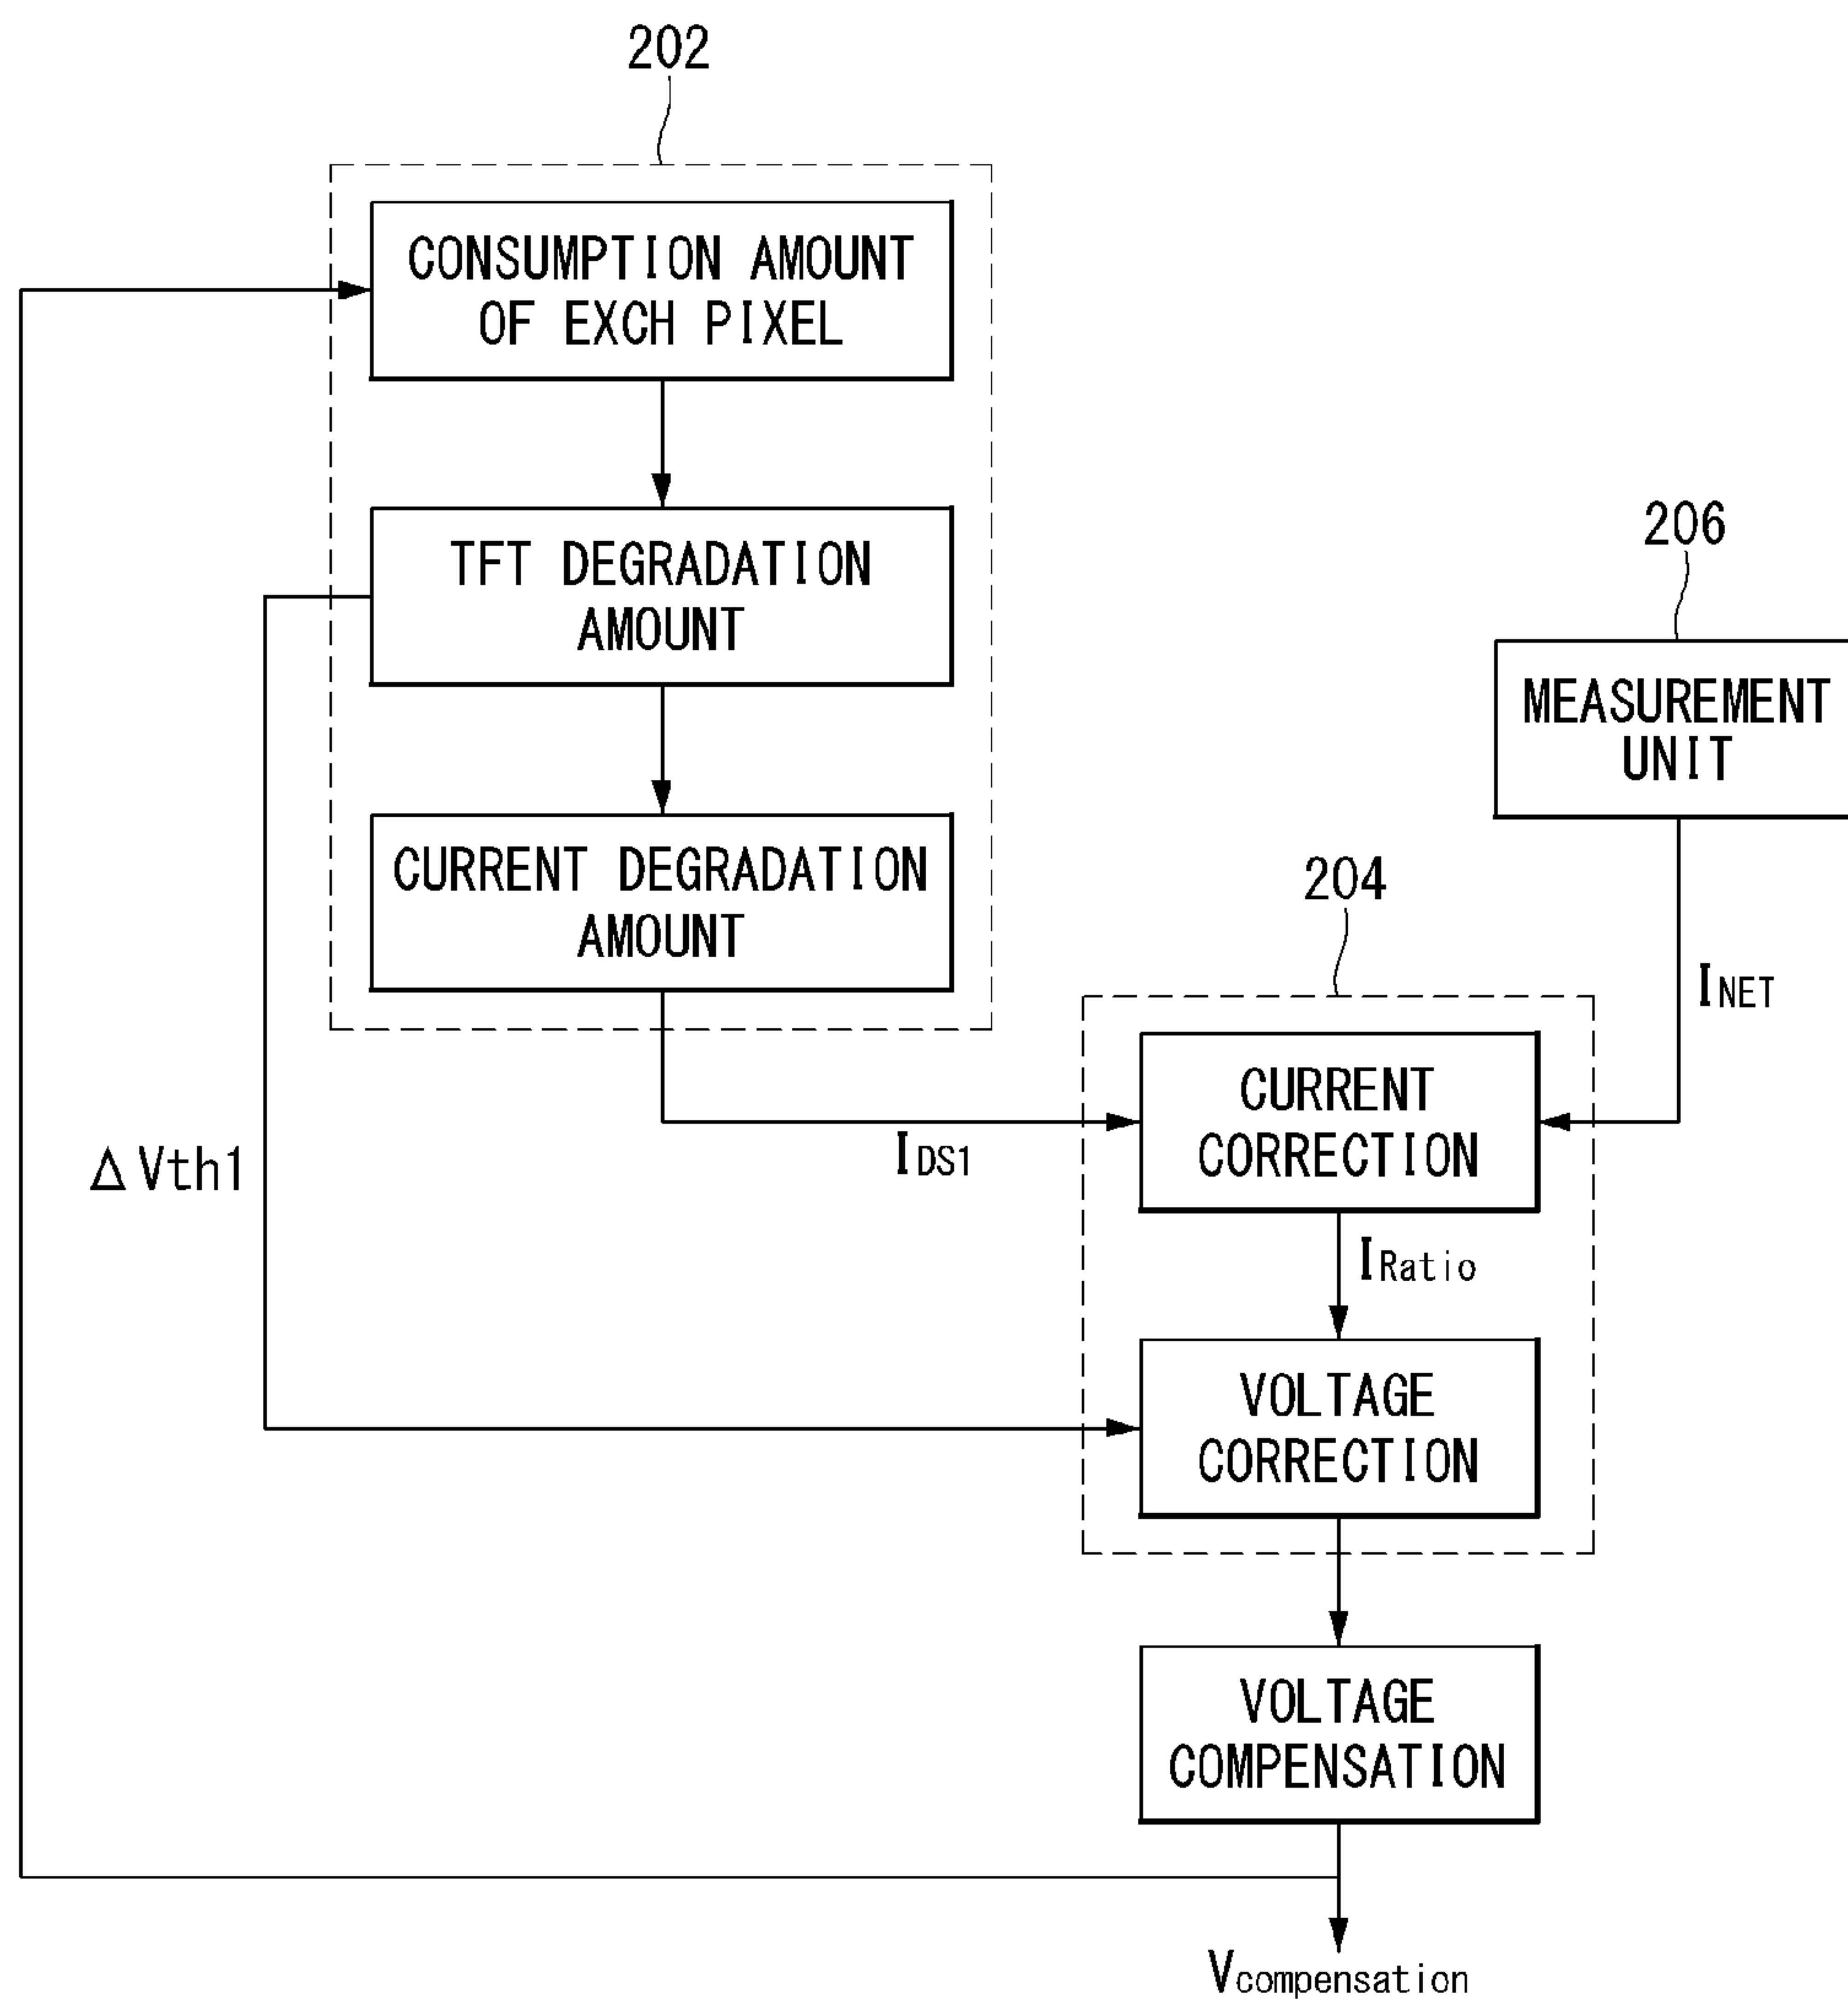 202
CONSUMPTION AMOUNT
OF EXCH PIXEL
TFT DEGRADATION
AMOUNT
206
MEASUREMENT
UNIT
CURRENT DEGRADATION
AMOUNT
204
INET
CURRENT
CORRECTION
IDS1
ΔVth1
IRatio
VOLTAGE
CORRECTION
VOLTAGE
COMPENSATION
Vcompensation